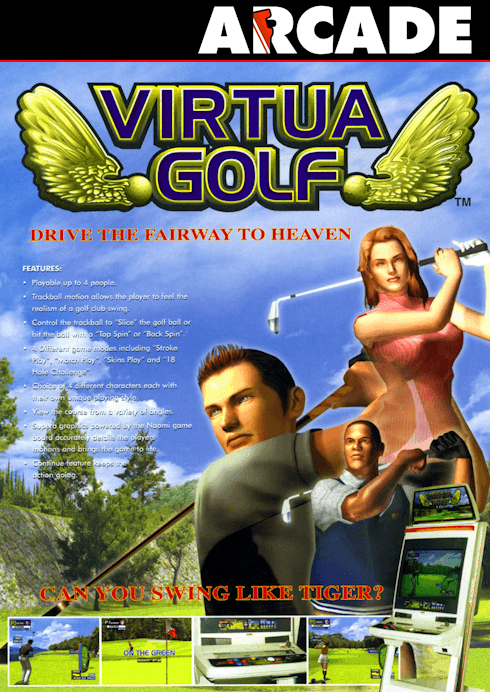 ARCADE
VIRTUA
GOLF
TM
DRIVE THE FAIRWAY TO HEAVEN
FEATURES:
• Playable up to 4 people.
• Trackball motion allows the player to feel the
realism of a golf club swing.
• Control the trackball to "Slice" the golf ball or
hit the ball with a "Top Spin" or "Back Spin".
• 4 Different game modes including "Stroke
Play", "Match Play", "Skins Play" and "18
Hole Challenge".
• Choice of 4 different characters each with
their own unique playing style.
• View the course from a variety of angles.
• Superb graphics powered by the Naomi game
board accurately details the players
motions and brings the game to life.
• Continue feature keeps the
action going.
CAN YOU SWING LIKE TIGER?
ON THE GREEN